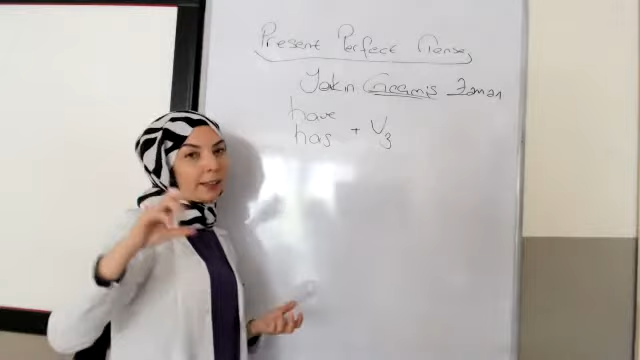 Present Perfect Tense
Yakın Geçmiş Zaman
have
has + V3